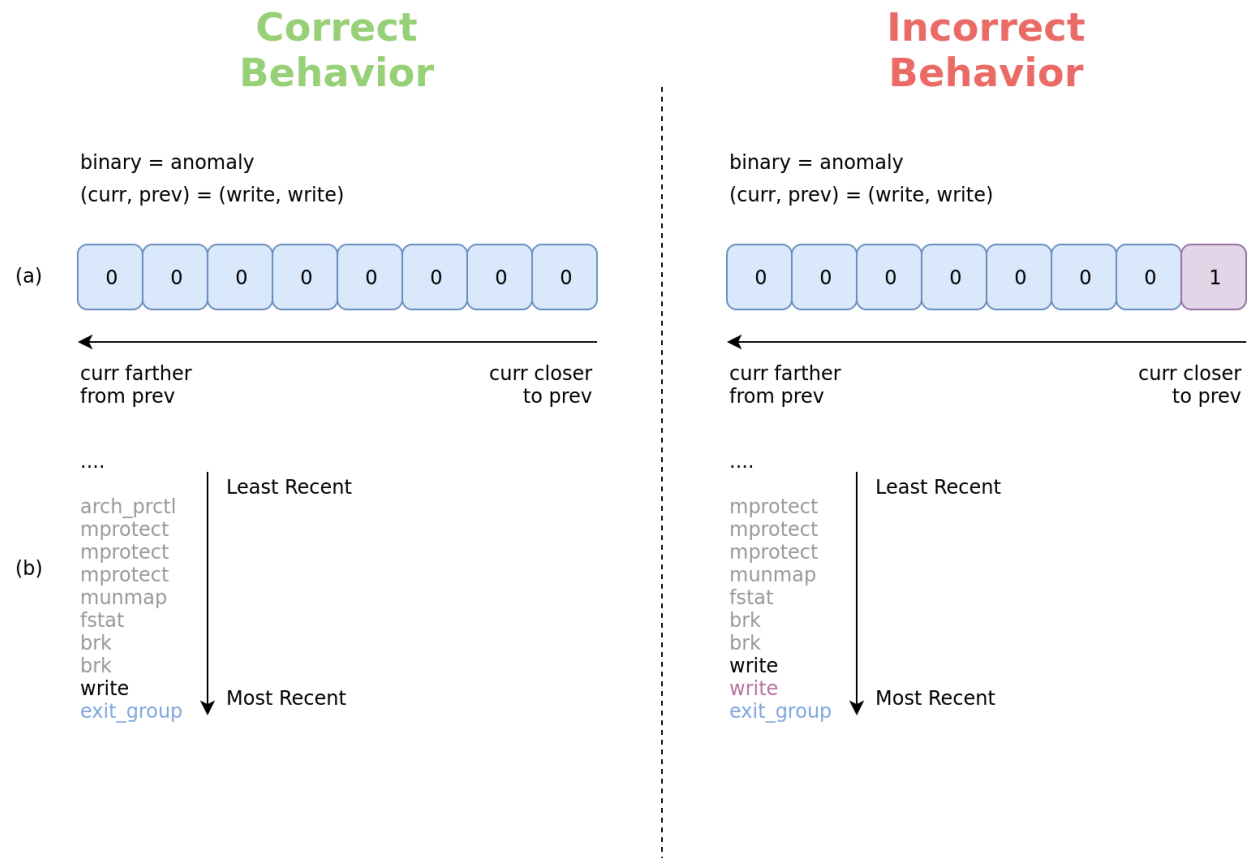 Correct
Behavior
binary = anomaly
(curr, prev) = (write, write)
(a)
0 0 0 0 0 0 0 0
curr farther
from prev
curr closer
to prev
....
Least Recent
(b)
arch_prctl
mprotect
mprotect
mprotect
munmap
fstat
brk
brk
write
exit_group
Most Recent
Incorrect
Behavior
binary = anomaly
(curr, prev) = (write, write)
0 0 0 0 0 0 0 1
curr farther
from prev
curr closer
to prev
....
Least Recent
mprotect
mprotect
mprotect
munmap
fstat
brk
brk
write
write
exit_group
Most Recent